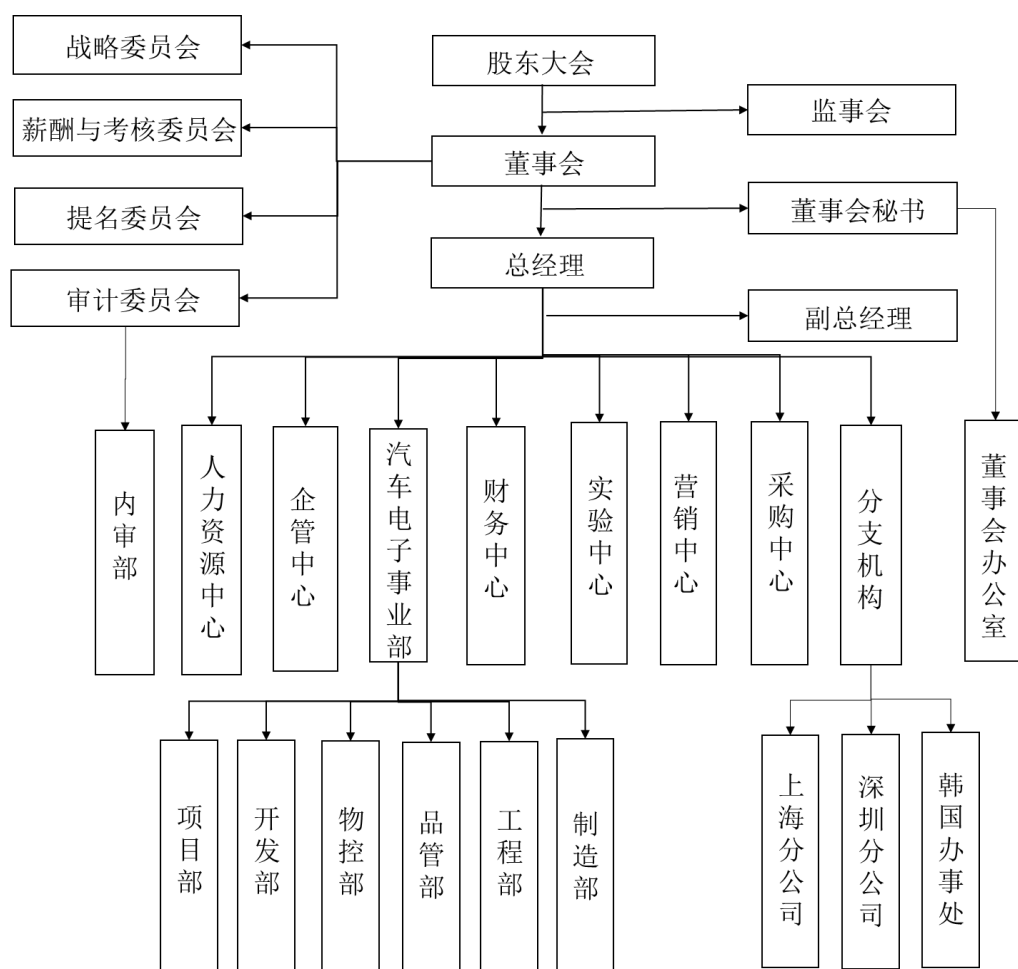 战略委员会
股东大会
薪酬与考核委员会
监事会
董事会
提名委员会
董事会秘书
总经理
审计委员会
副总经理
内审部
人力资源中心
企管中心
汽车电子事业部
财务中心
实验中心
营销中心
采购中心
分支机构
董事会办公室
项目部
开发部
物控部
品管部
工程部
制造部
上海分公司
深圳分公司
韩国办事处